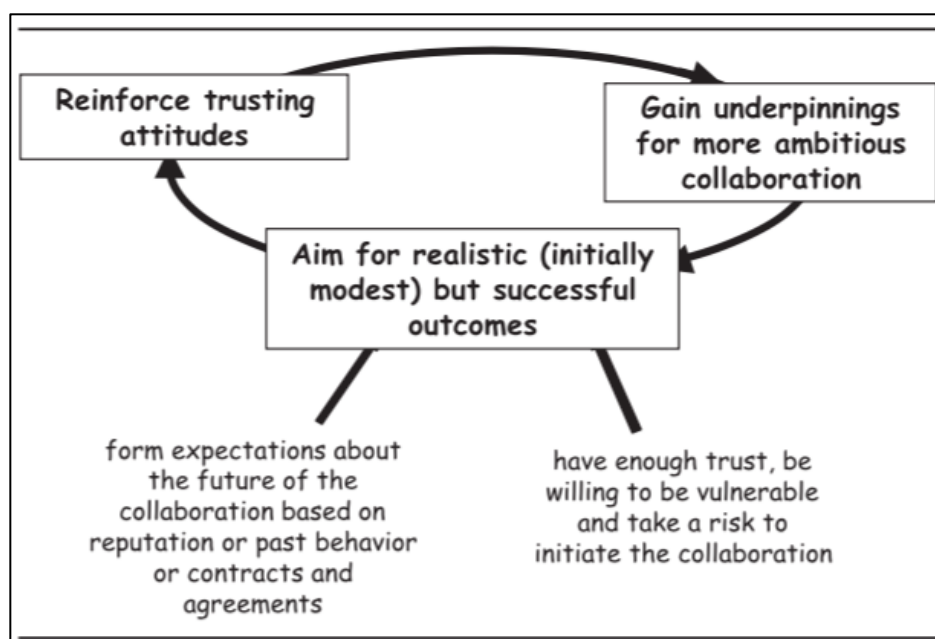 Reinforce trusting
attitudes
Gain underpinnings
for more ambitious
collaboration
Aim for realistic (initially
modest) but successful
outcomes
form expectations about
the future of the
collaboration based on
reputation or past behavior
or contracts and
agreements
have enough trust, be
willing to be vulnerable
and take a risk to
initiate the collaboration